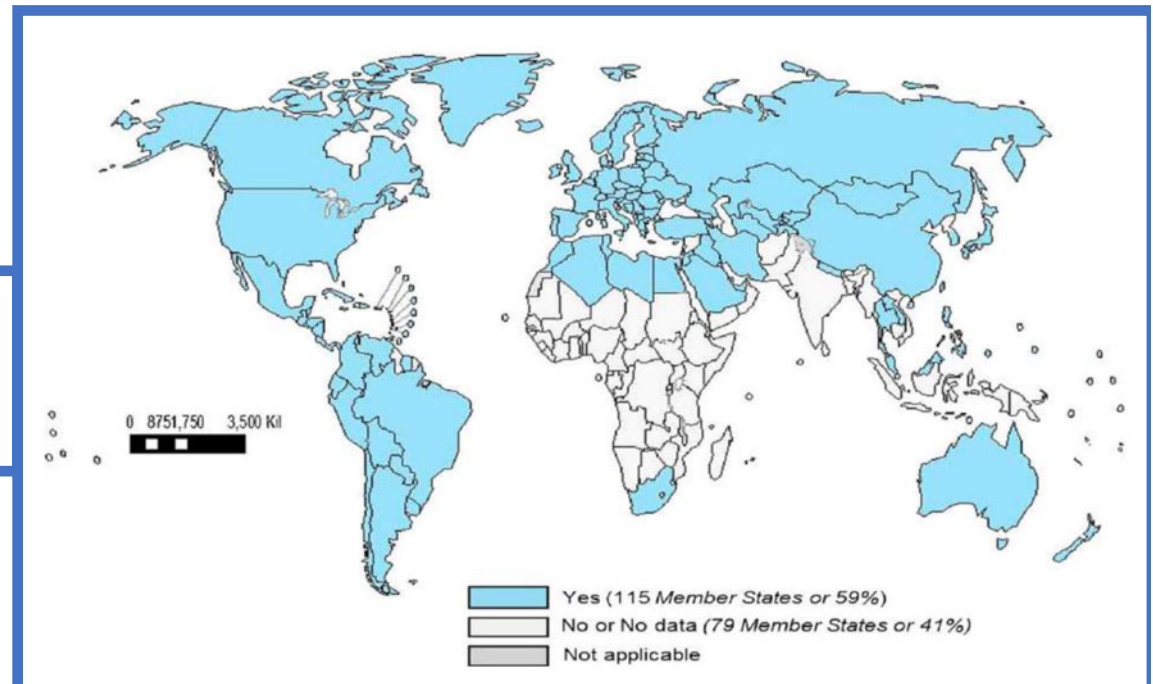 0 8751,750 3,500 Kil
Yes (115 Member States or 59%)
No or No data (79 Member States or 41%)
Not applicable